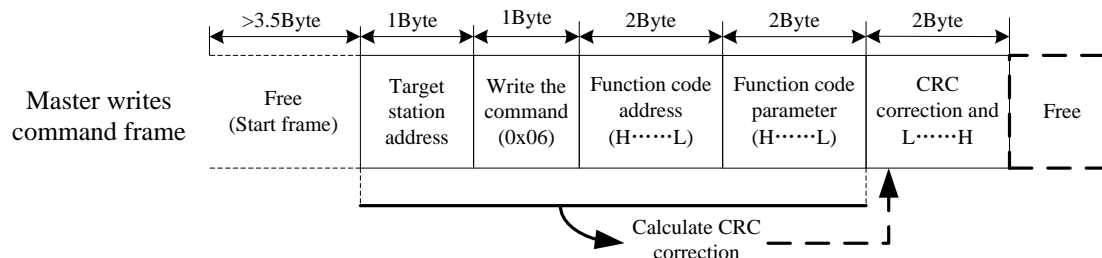 >3.5Byte 1Byte 1Byte 2Byte 2Byte 2Byte
Master writes
command frame
Free
(Start frame)
Target
station
address
Write the
command
(0x06)
Function code
address
(H······L)
Function code
parameter
(H······L)
CRC
correction and
L······H
Free
Calculate CRC
correction